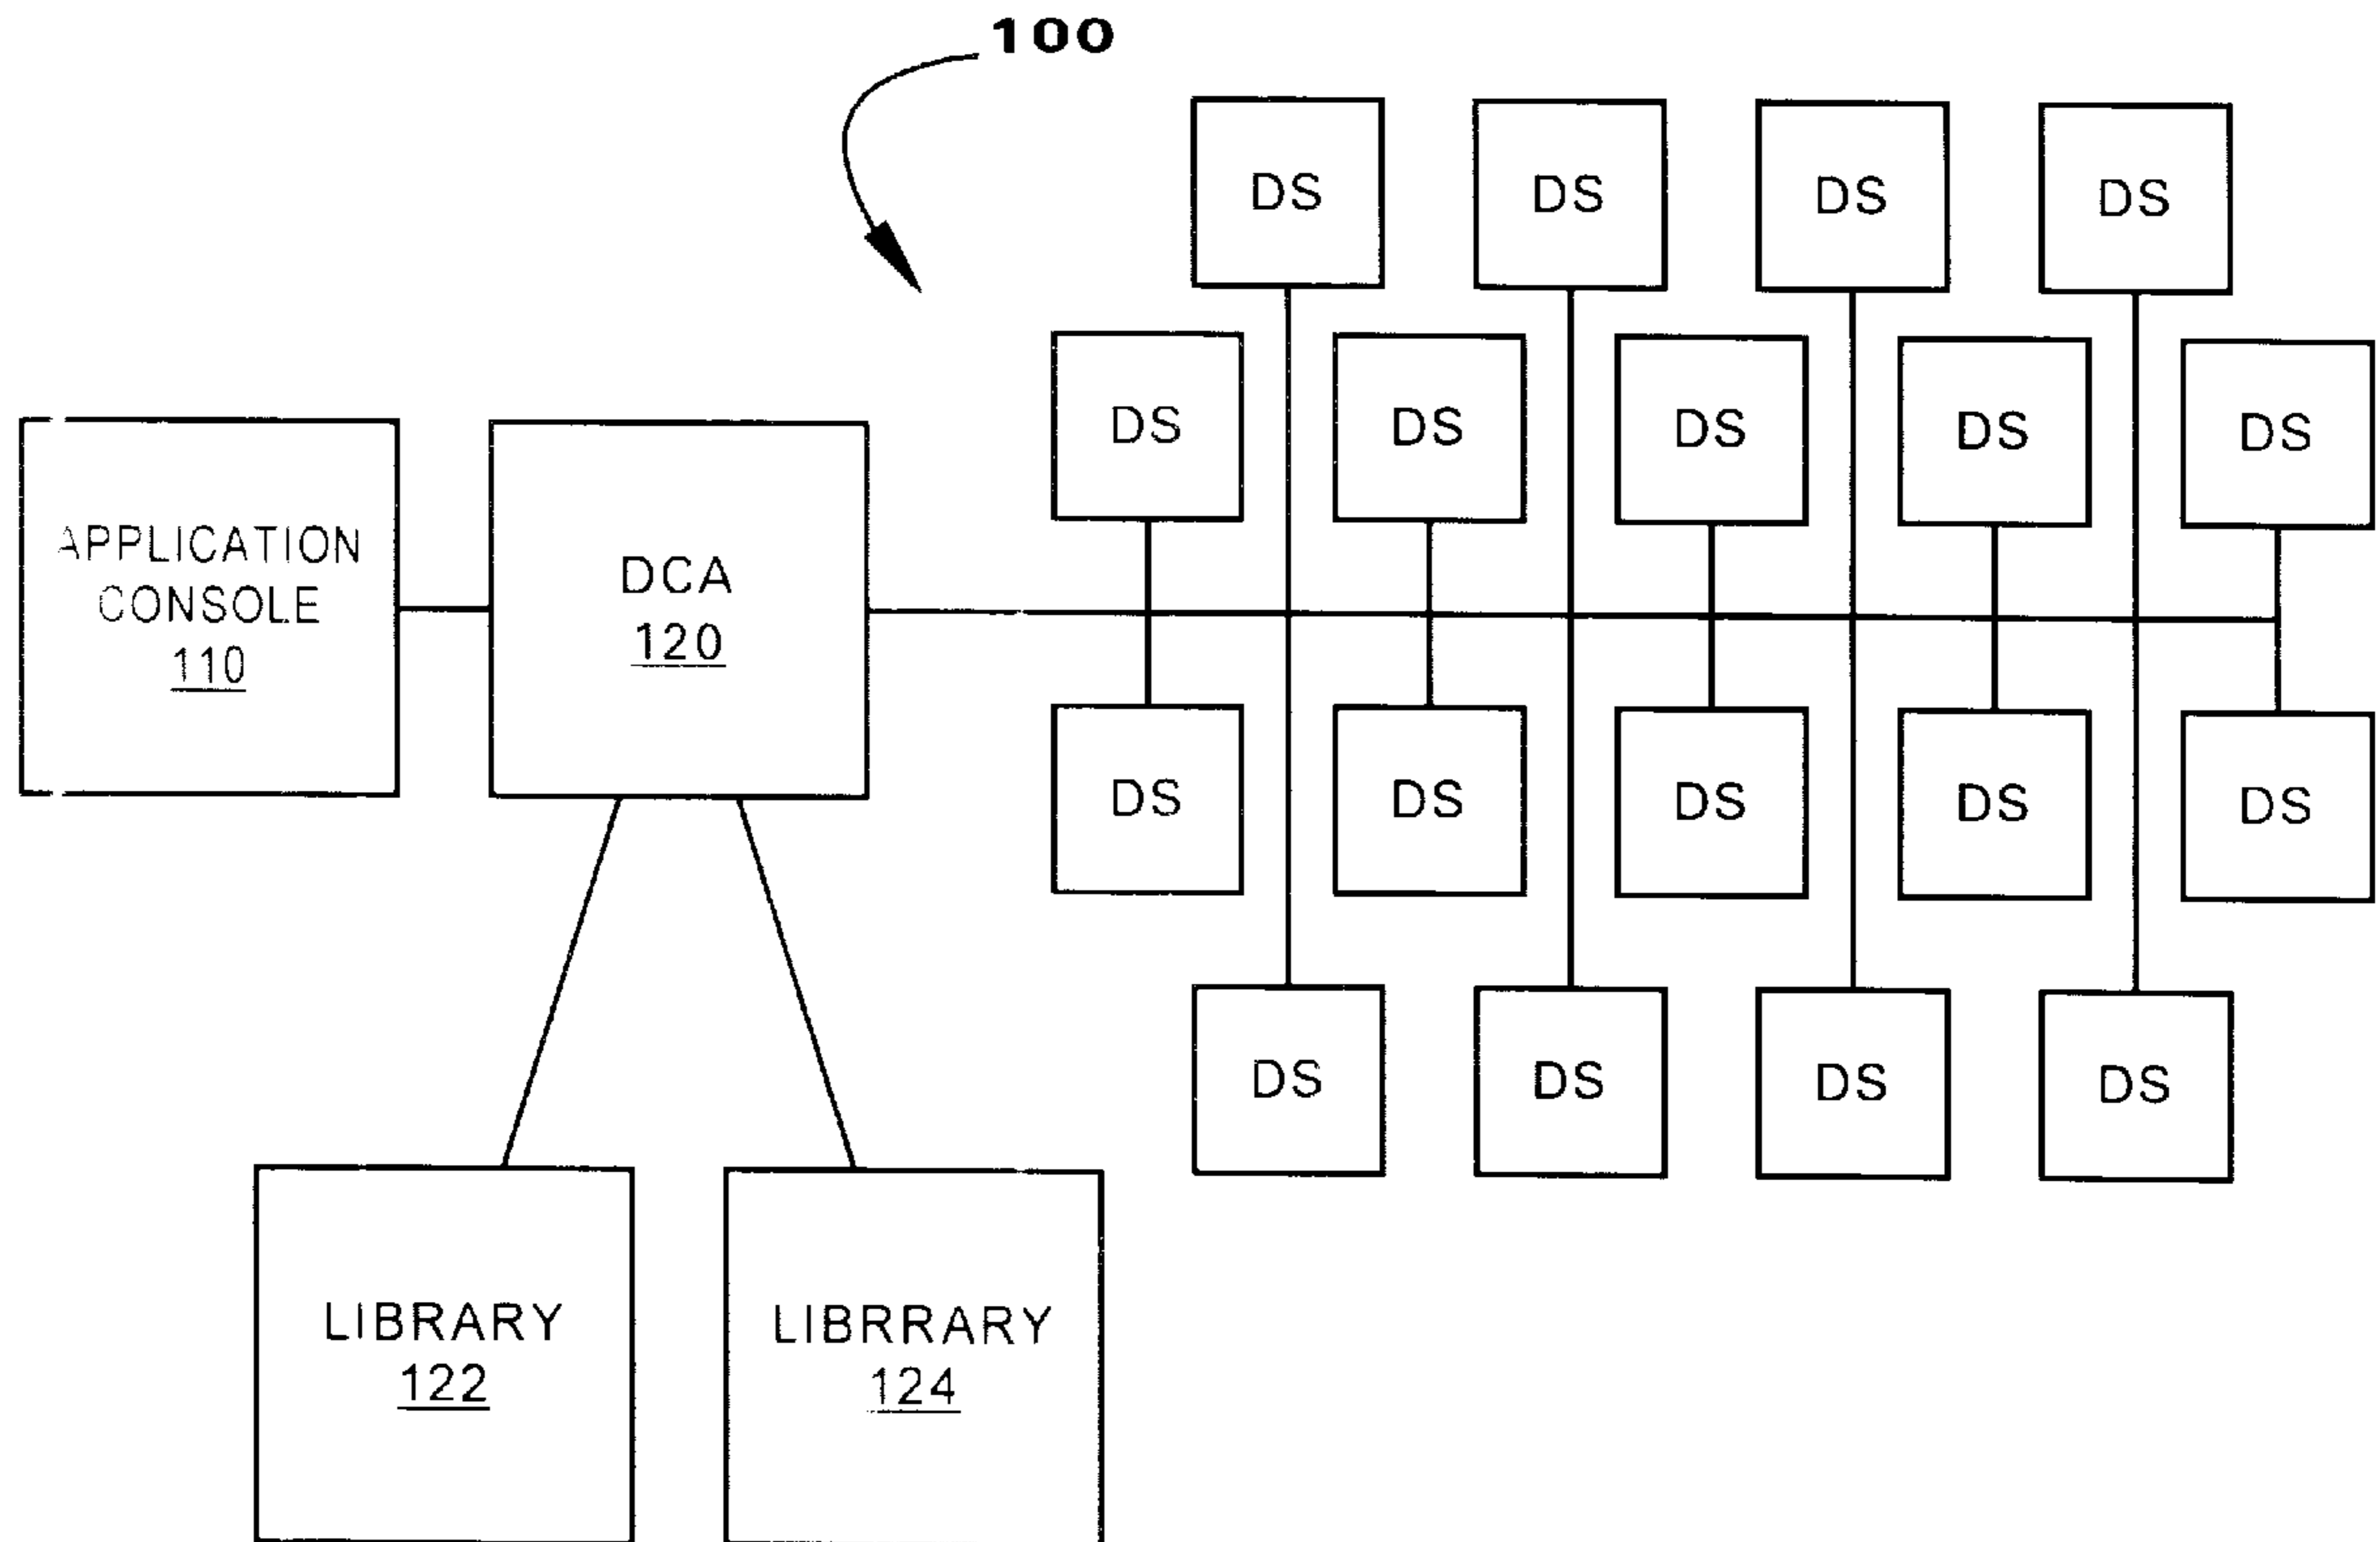 100
DS DS DS DS
DS DS DS DS DS
APPLICATION
CONSOLE
110
DCA
120
DS DS DS DS DS
DS DS DS DS
LIBRARY
122
LIBRRARY
124